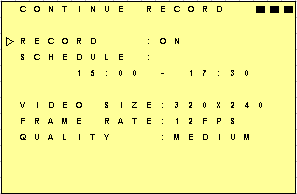 CONTINUE RECORD
RECORD :ON
SCHEDULE :
15:00 - 17:30
VIDEO SIZE:320X240
FRAME RATE:12FPS
QUALITY :MEDIUM